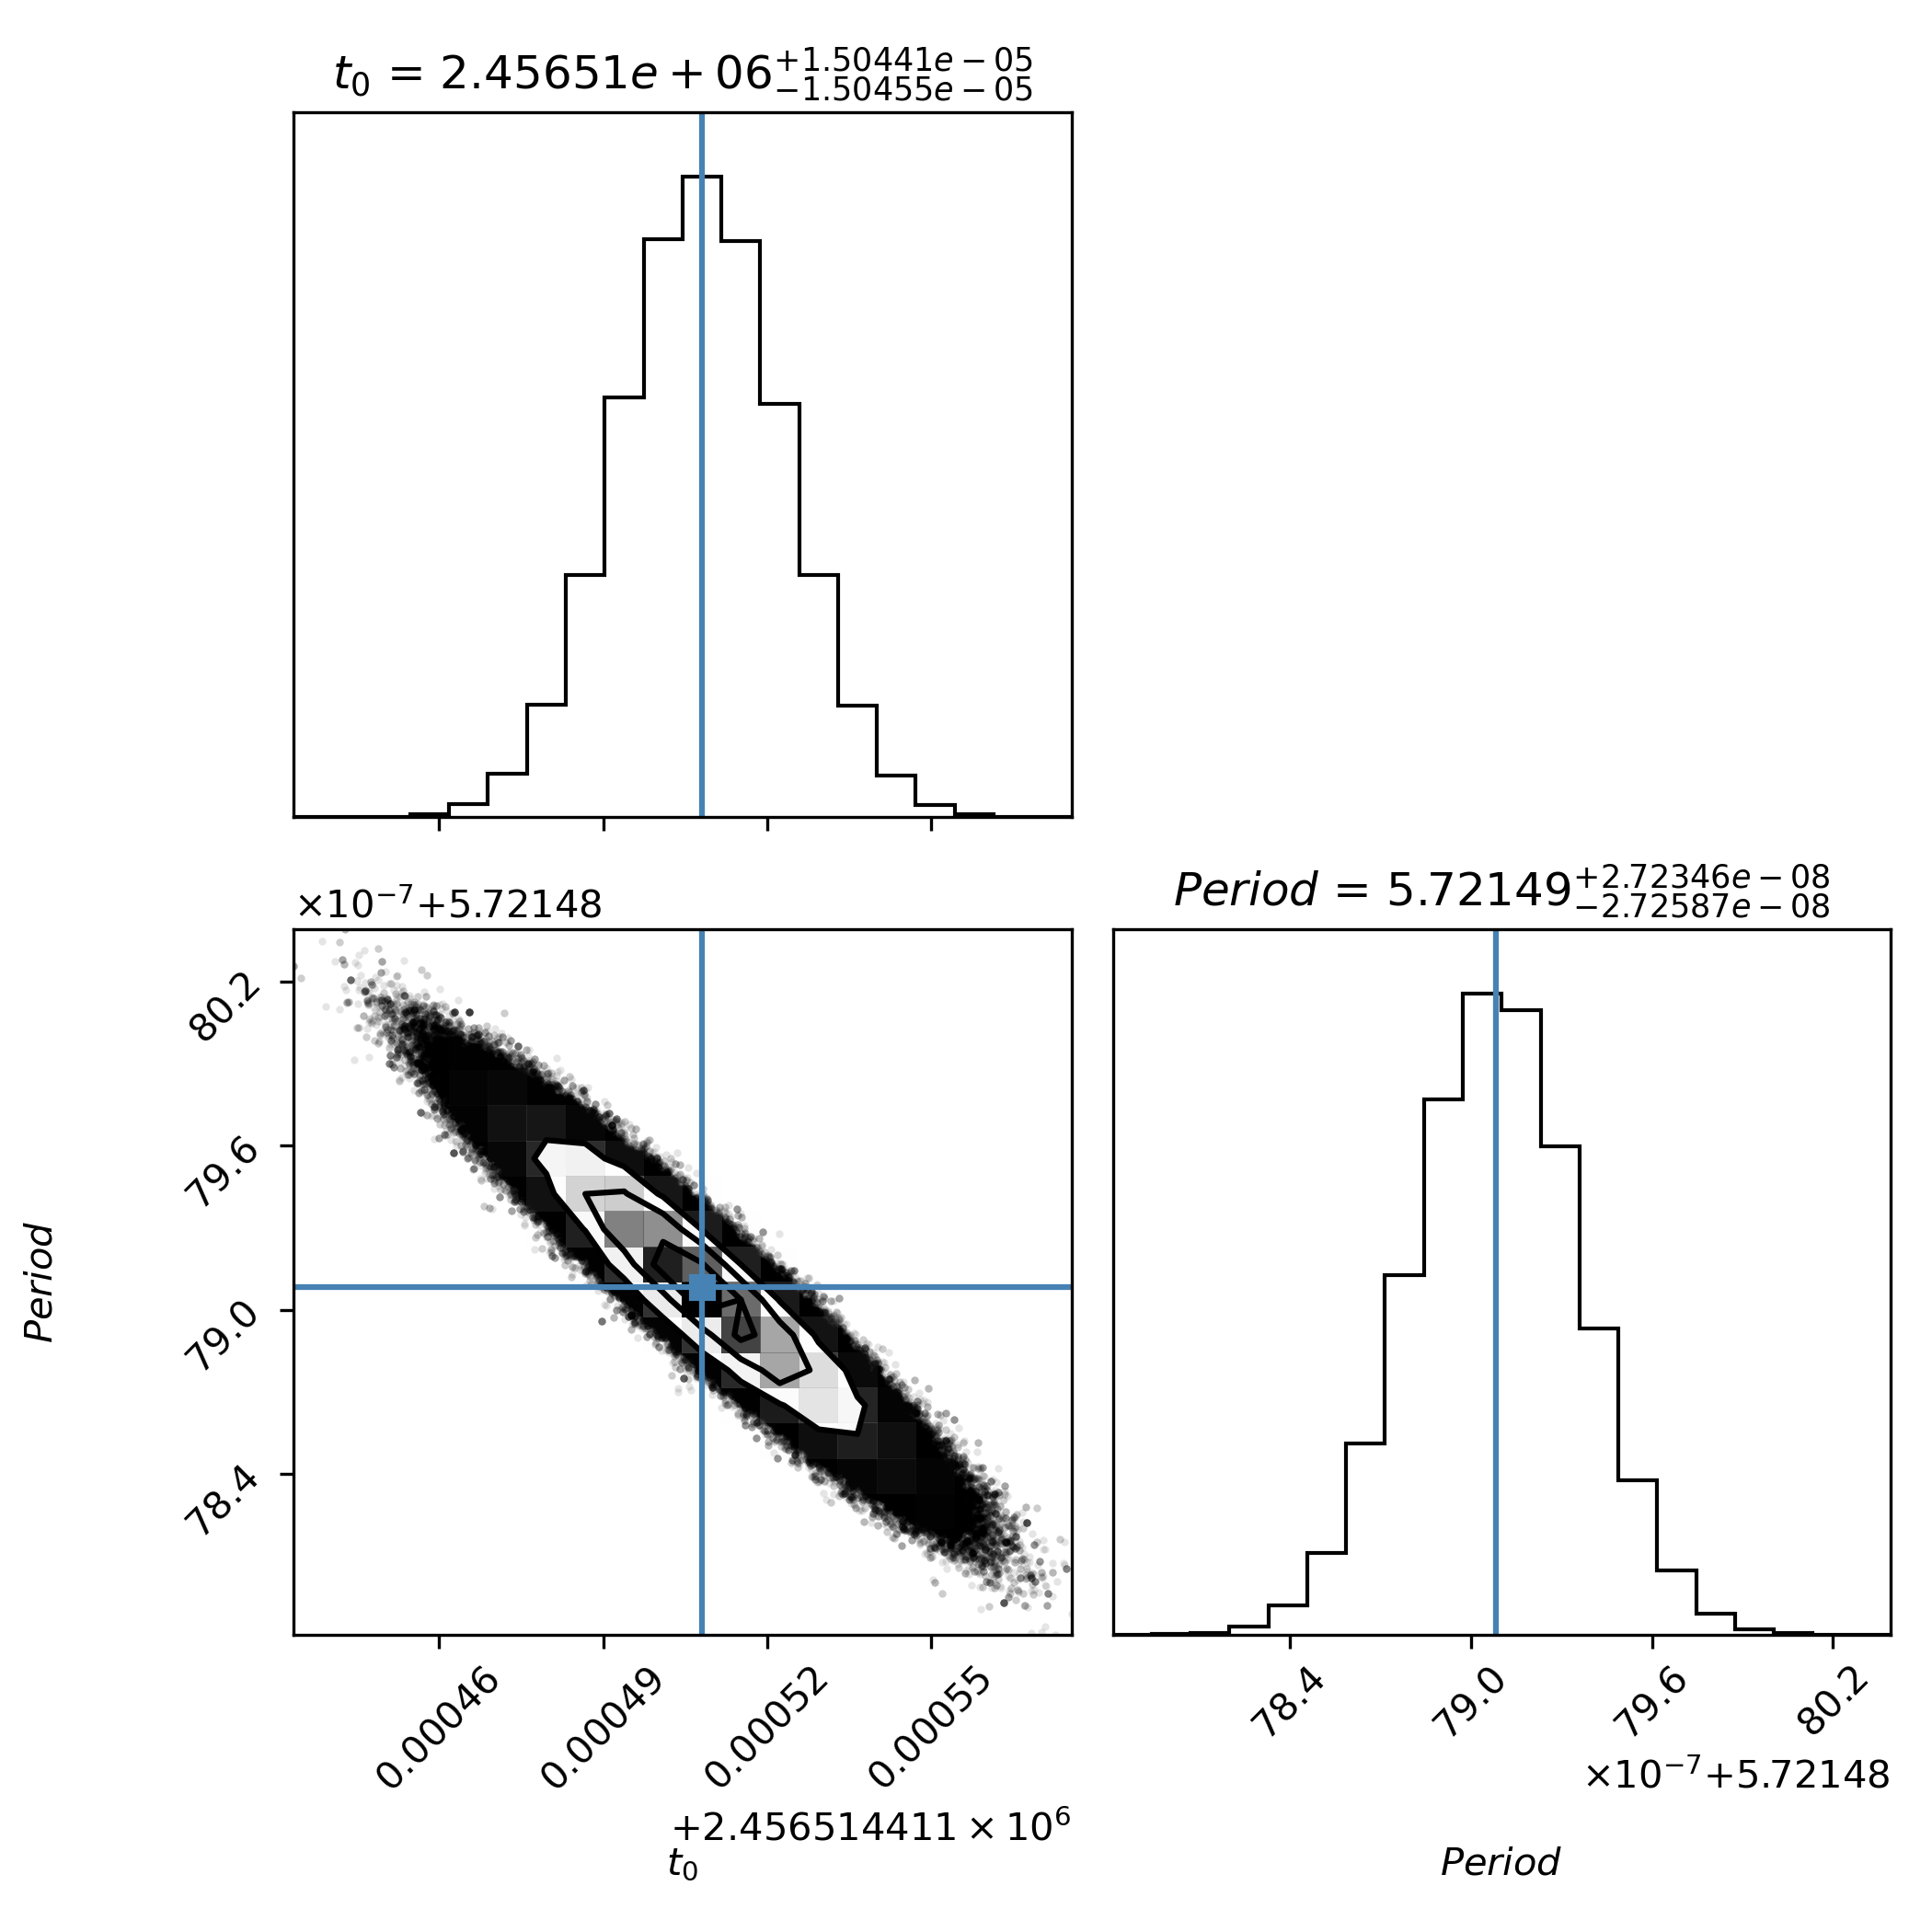 t₀ = 2.45651e + 06 +1.50441e − 05 −1.50455e − 05
Period = 5.72149 +2.72346e − 08 −2.72587e − 08
×10⁻⁷+5.72148
80.2
79.6
79.0
78.4
Period
0.00046 0.00049 0.00052 0.00055
+2.456514411 × 10⁶
t₀
78.4 79.0 79.6 80.2
×10⁻⁷+5.72148
Period